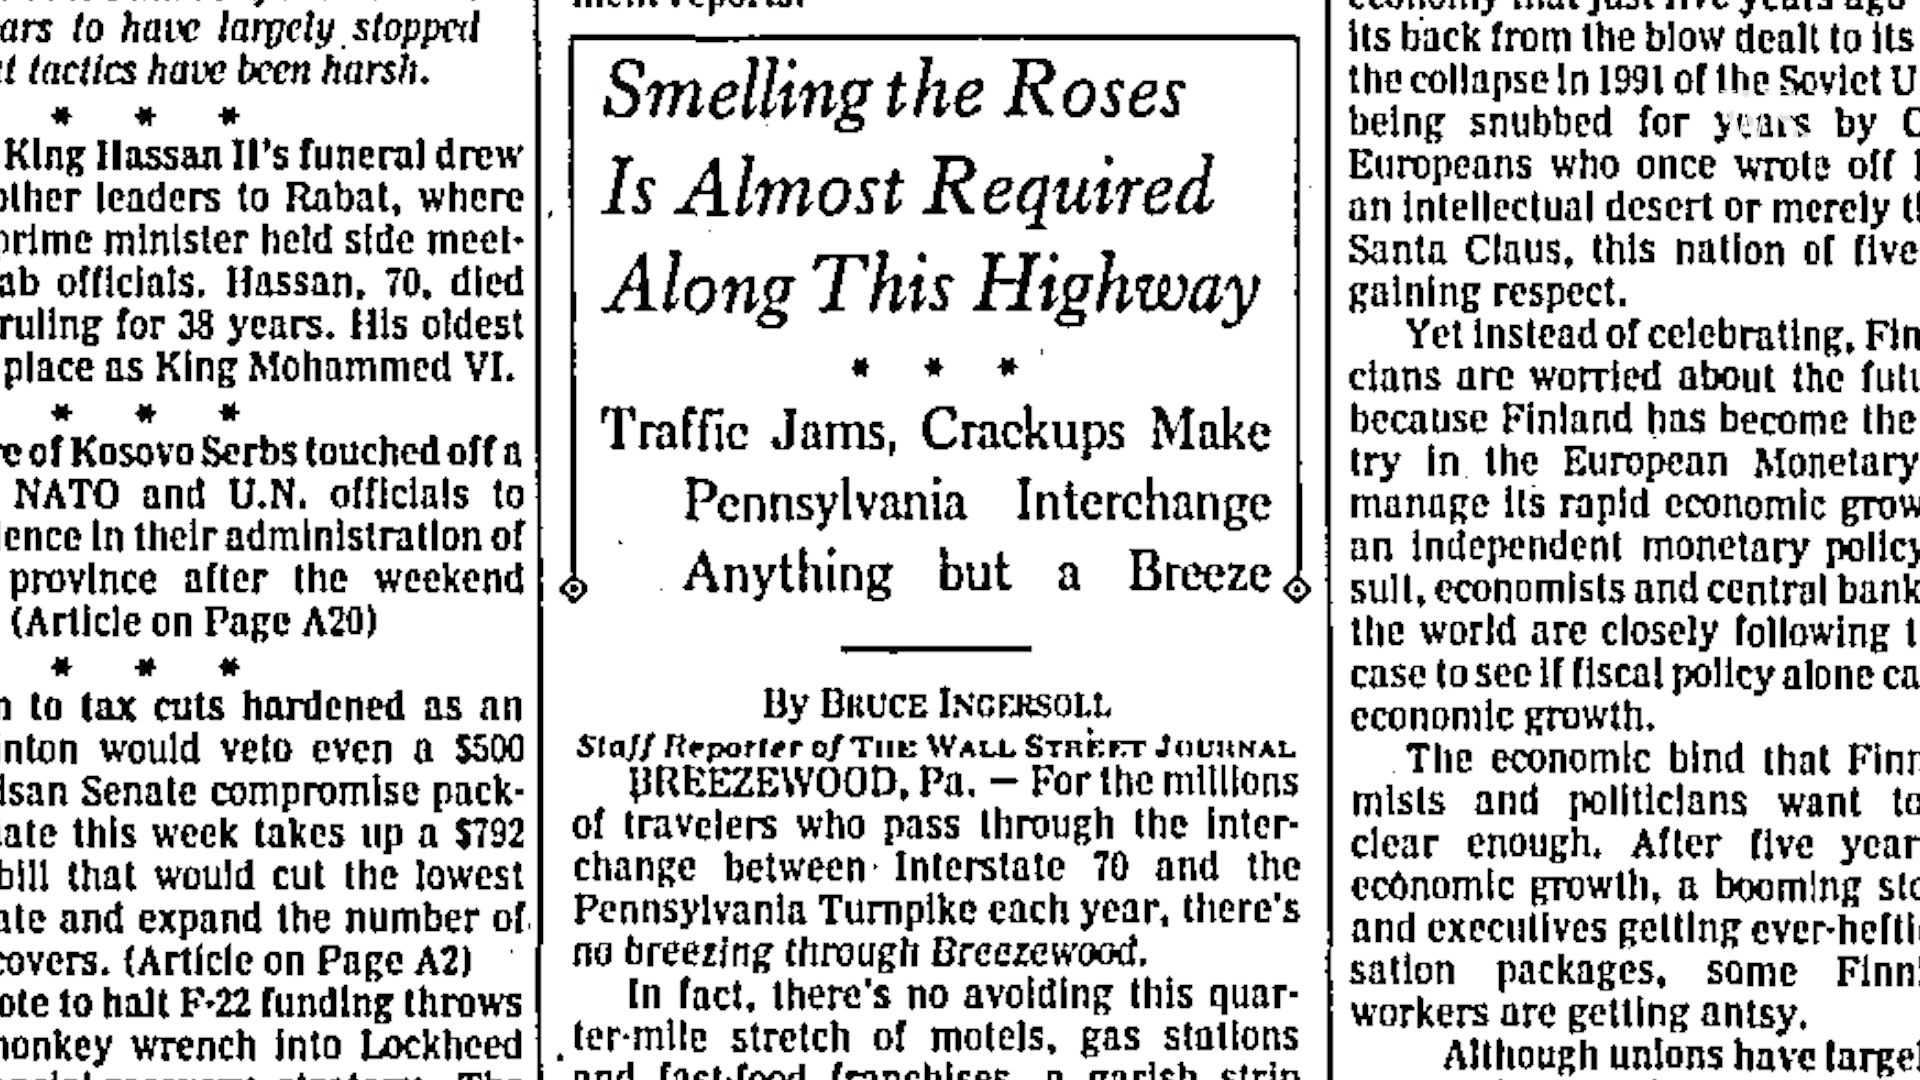 ars to have largely stopped
t tactics have been harsh.
* * *
King Hassan II's funeral drew
other leaders to Rabat, where
prime minister held side meet-
ab officials. Hassan, 70, died
ruling for 38 years. His oldest
place as King Mohammed VI.
* * *
re of Kosovo Serbs touched off a
NATO and U.N. officials to
lence in their administration of
province after the weekend
(Article on Page A20)
* * *
n to tax cuts hardened as an
inton would veto even a $500
isan Senate compromise pack-
ate this week takes up a $792
bill that would cut the lowest
ate and expand the number of
covers. (Article on Page A2)
ote to halt F-22 funding throws
monkey wrench into Lockheed
Smelling the Roses
Is Almost Required
Along This Highway
* * *
Traffic Jams, Crackups Make
Pennsylvania Interchange
Anything but a Breeze
By BRUCE INGERSOLL
Staff Reporter of THE WALL STREET JOURNAL
BREEZEWOOD, Pa. — For the millions
of travelers who pass through the inter-
change between Interstate 70 and the
Pennsylvania Turnpike each year, there's
no breezing through Breezewood.
In fact, there's no avoiding this quar-
ter-mile stretch of motels, gas stations
and fast-food franchises, a garish strip
economy that just five years ago
its back from the blow dealt to its
the collapse in 1991 of the Soviet U
being snubbed for years by C
Europeans who once wrote off
an intellectual desert or merely t
Santa Claus, this nation of five
gaining respect.
Yet instead of celebrating, Fin
cians are worried about the futu
because Finland has become the
try in the European Monetary
manage its rapid economic grow
an independent monetary policy
sult, economists and central bank
the world are closely following t
case to see if fiscal policy alone ca
economic growth.
The economic bind that Finn
mists and politicians want to
clear enough. After five year
economic growth, a booming sto
and executives getting ever-hefti
sation packages, some Finn
workers are getting antsy.
Although unions have largel